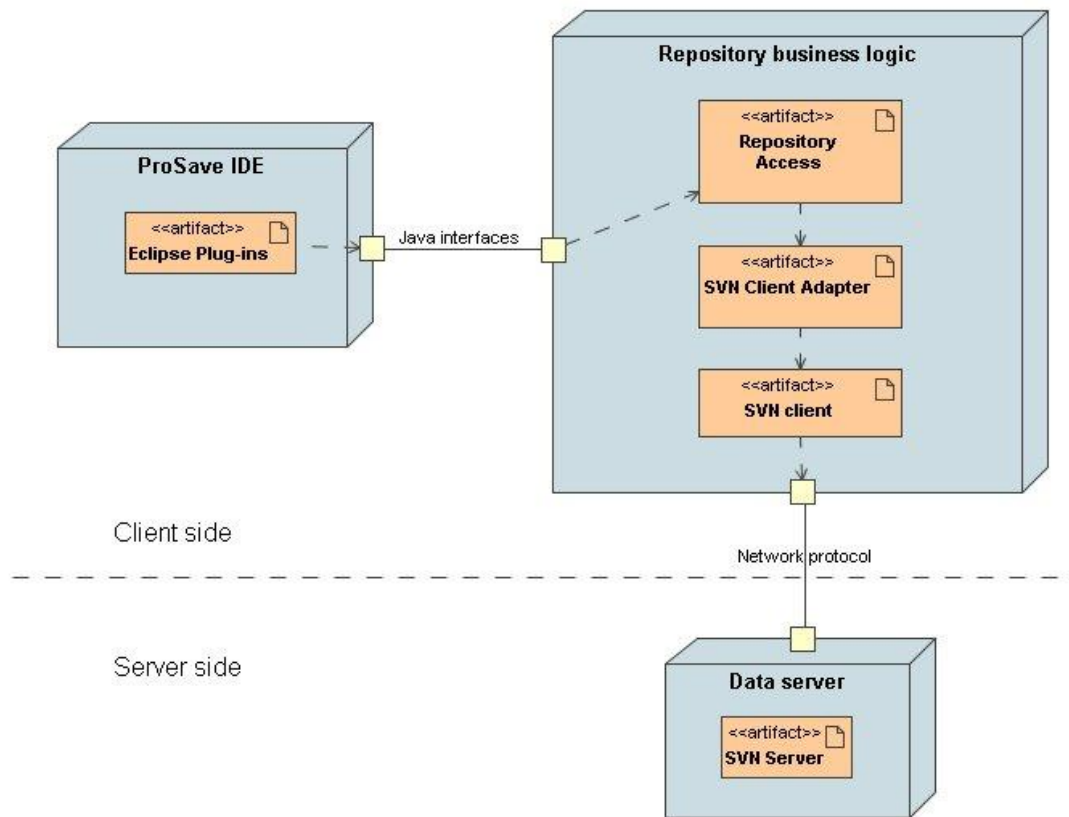 Repository business logic
<<artifact>>
Repository
Access
ProSave IDE
<<artifact>>
Eclipse Plug-ins
Java interfaces
<<artifact>>
SVN Client Adapter
<<artifact>>
SVN client
Client side
Network protocol
Server side
Data server
<<artifact>>
SVN Server